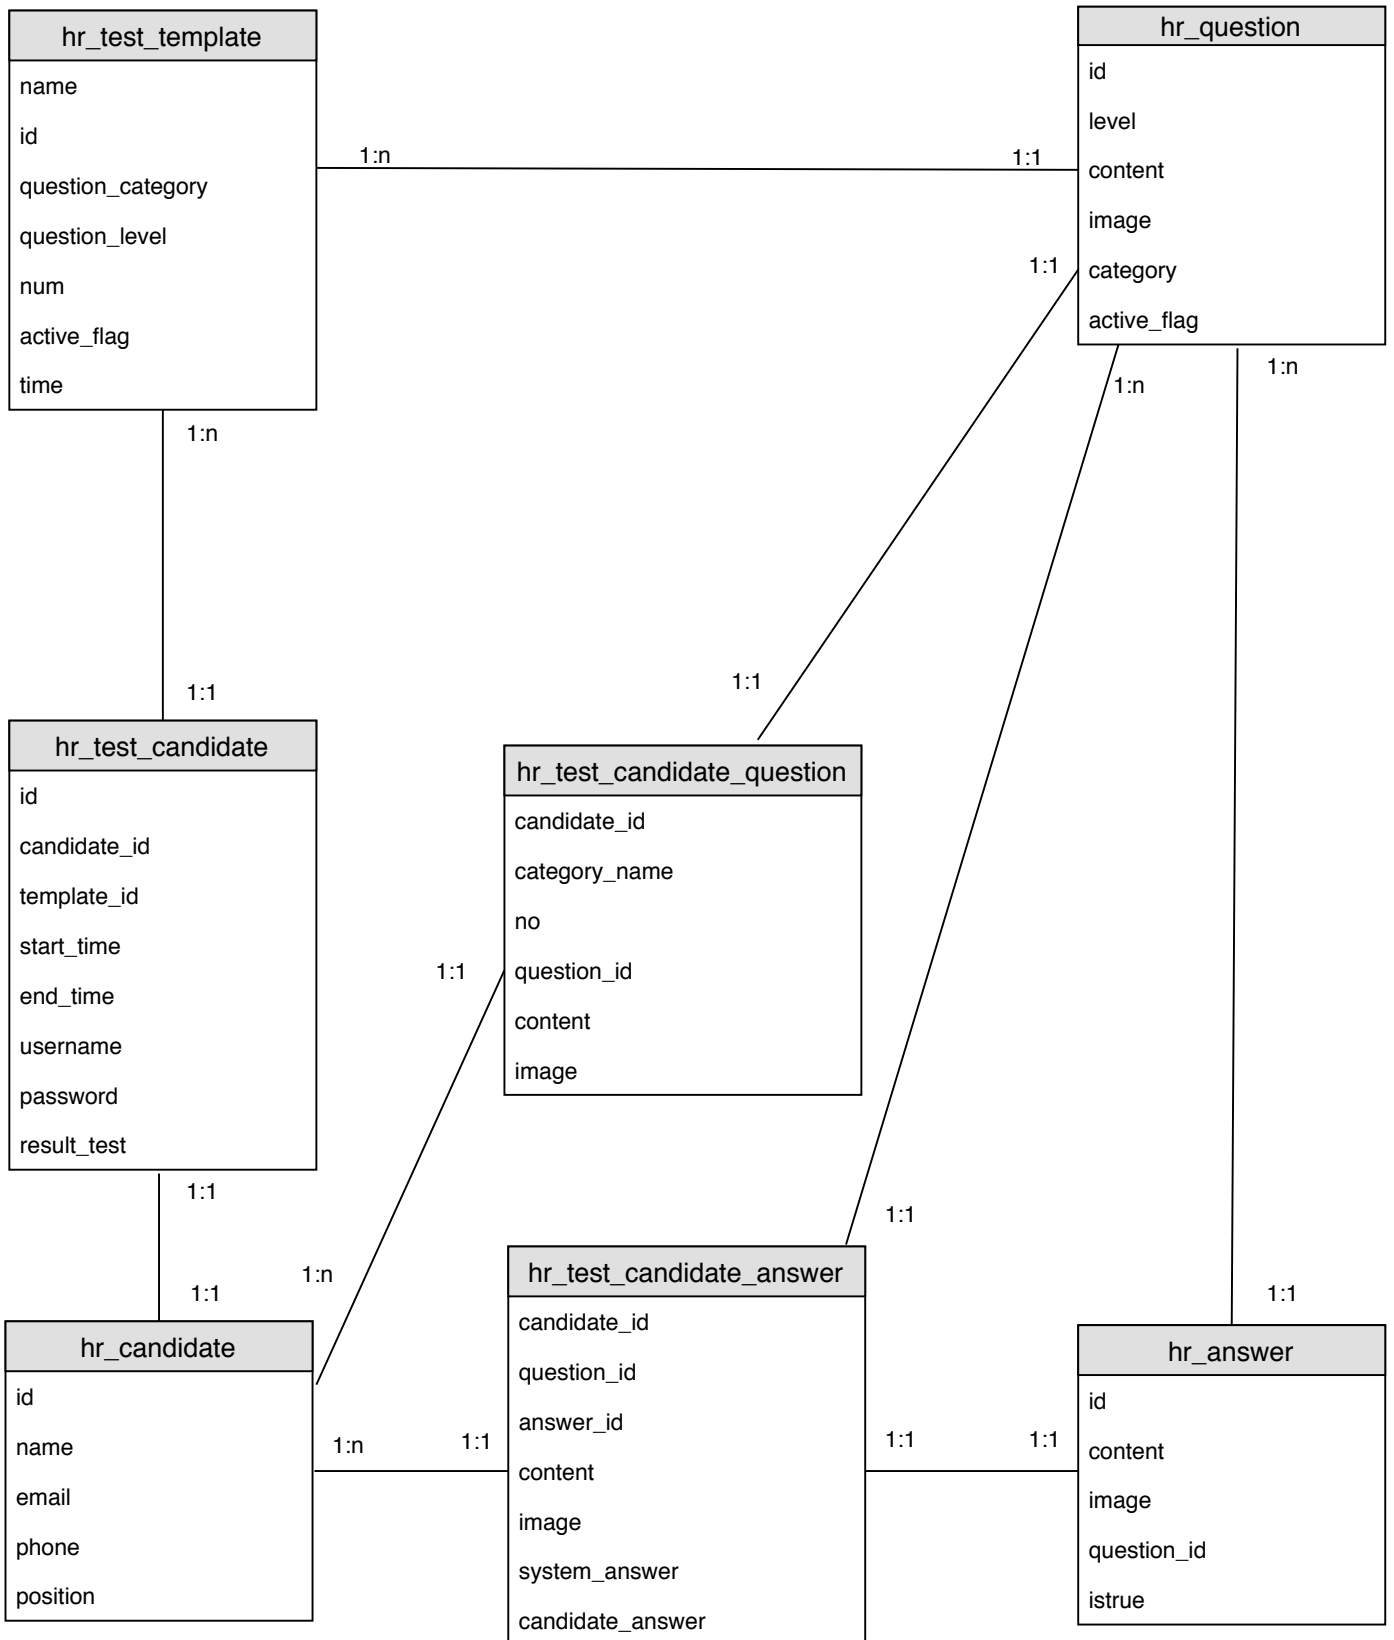 hr_test_template
name
id
question_category
question_level
num
active_flag
time
hr_question
id
level
content
image
category
active_flag
1:n
1:1
1:1
1:n
1:n
1:n
1:1
1:1
hr_test_candidate
id
candidate_id
template_id
start_time
end_time
username
password
result_test
hr_test_candidate_question
candidate_id
category_name
no
question_id
content
image
1:1
1:1
1:1
1:n
1:1
1:1
hr_candidate
id
name
email
phone
position
1:n
1:1
hr_test_candidate_answer
candidate_id
question_id
answer_id
content
image
system_answer
candidate_answer
1:1
1:1
hr_answer
id
content
image
question_id
istrue